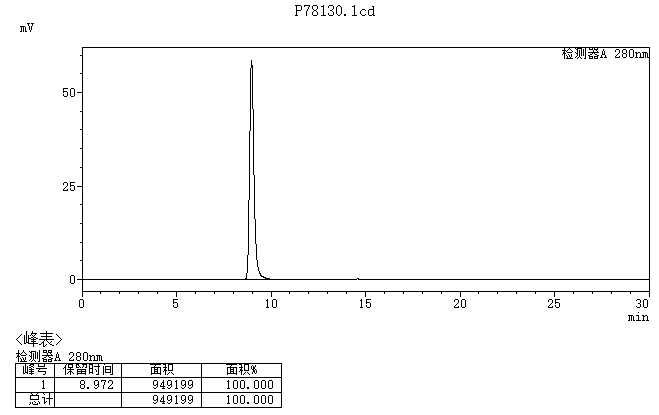 P78130.lcd
mV
检测器A 280nm
50
25
0
0 5 10 15 20 25 30
min
<峰表>
检测器A 280nm
峰号 保留时间 面积 面积%
1 8.972 949199 100.000
总计 949199 100.000